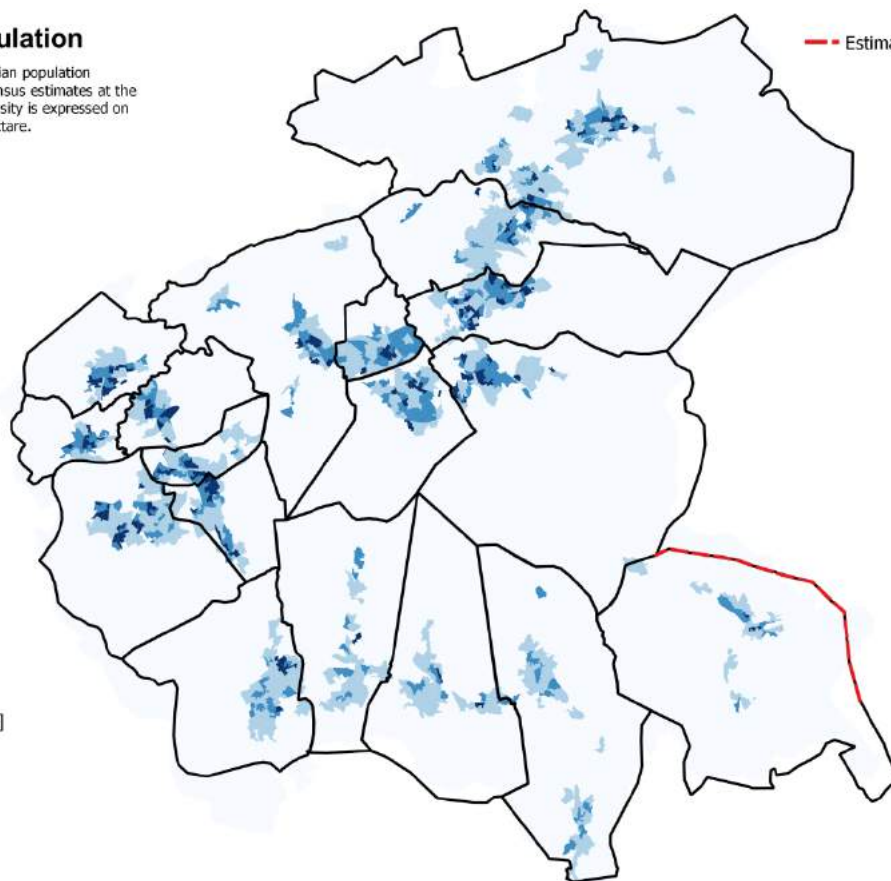 ulation
ian population
nsus estimates at the
sity is expressed on
tare.
Estima
]